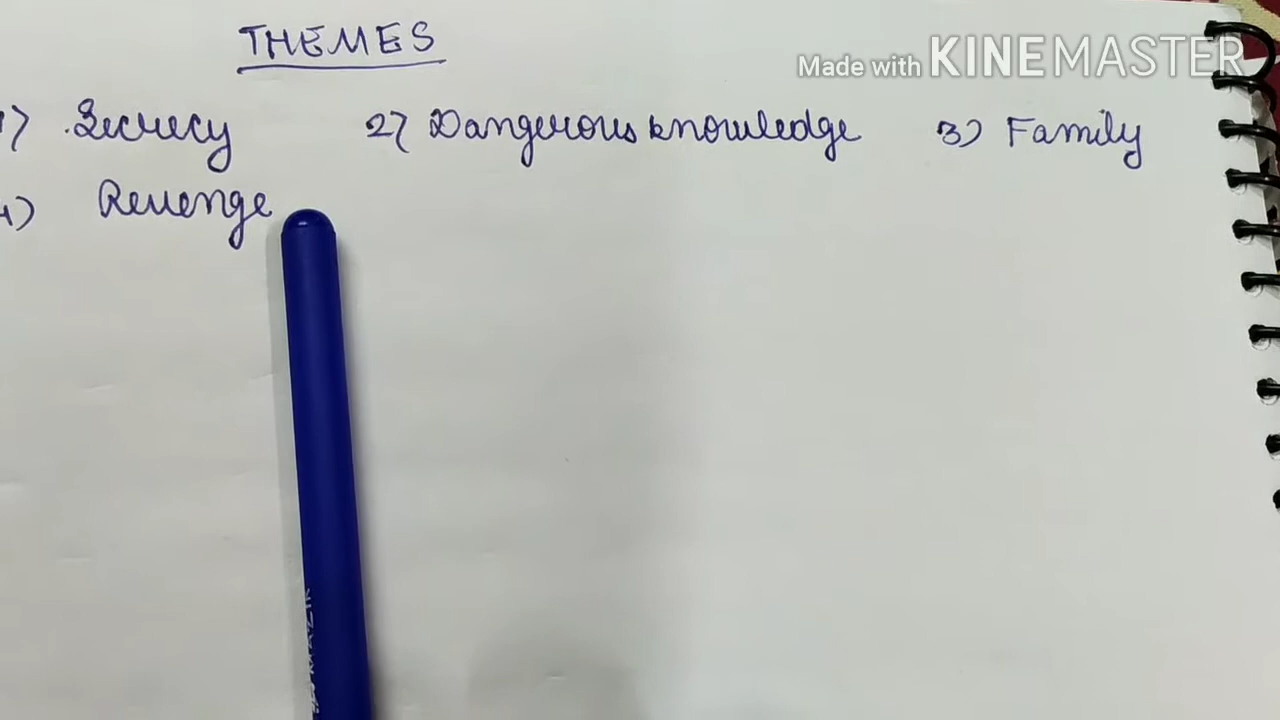 THEMES
Made with KINEMASTER
1) Secrecy 2) Dangerous knowledge 3) Family
4) Revenge